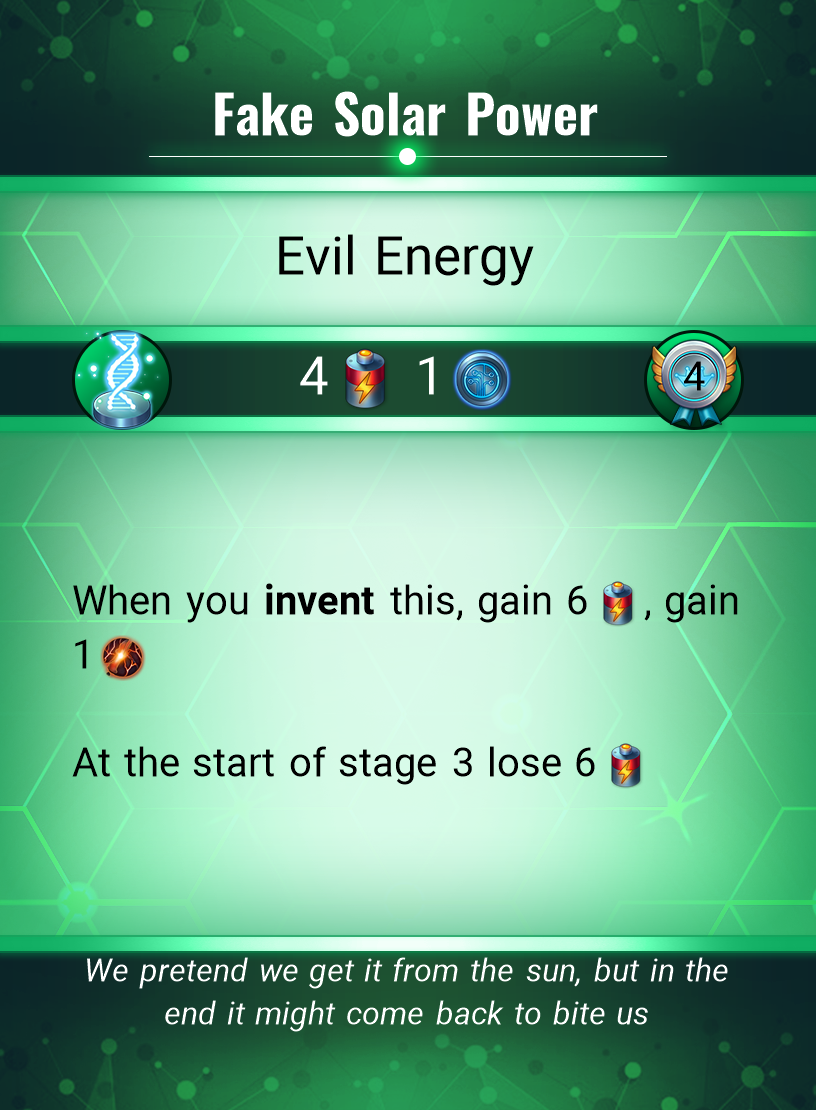 Fake Solar Power
Evil Energy
4 1 4
When you invent this, gain 6 , gain
1
At the start of stage 3 lose 6
We pretend we get it from the sun, but in the
end it might come back to bite us